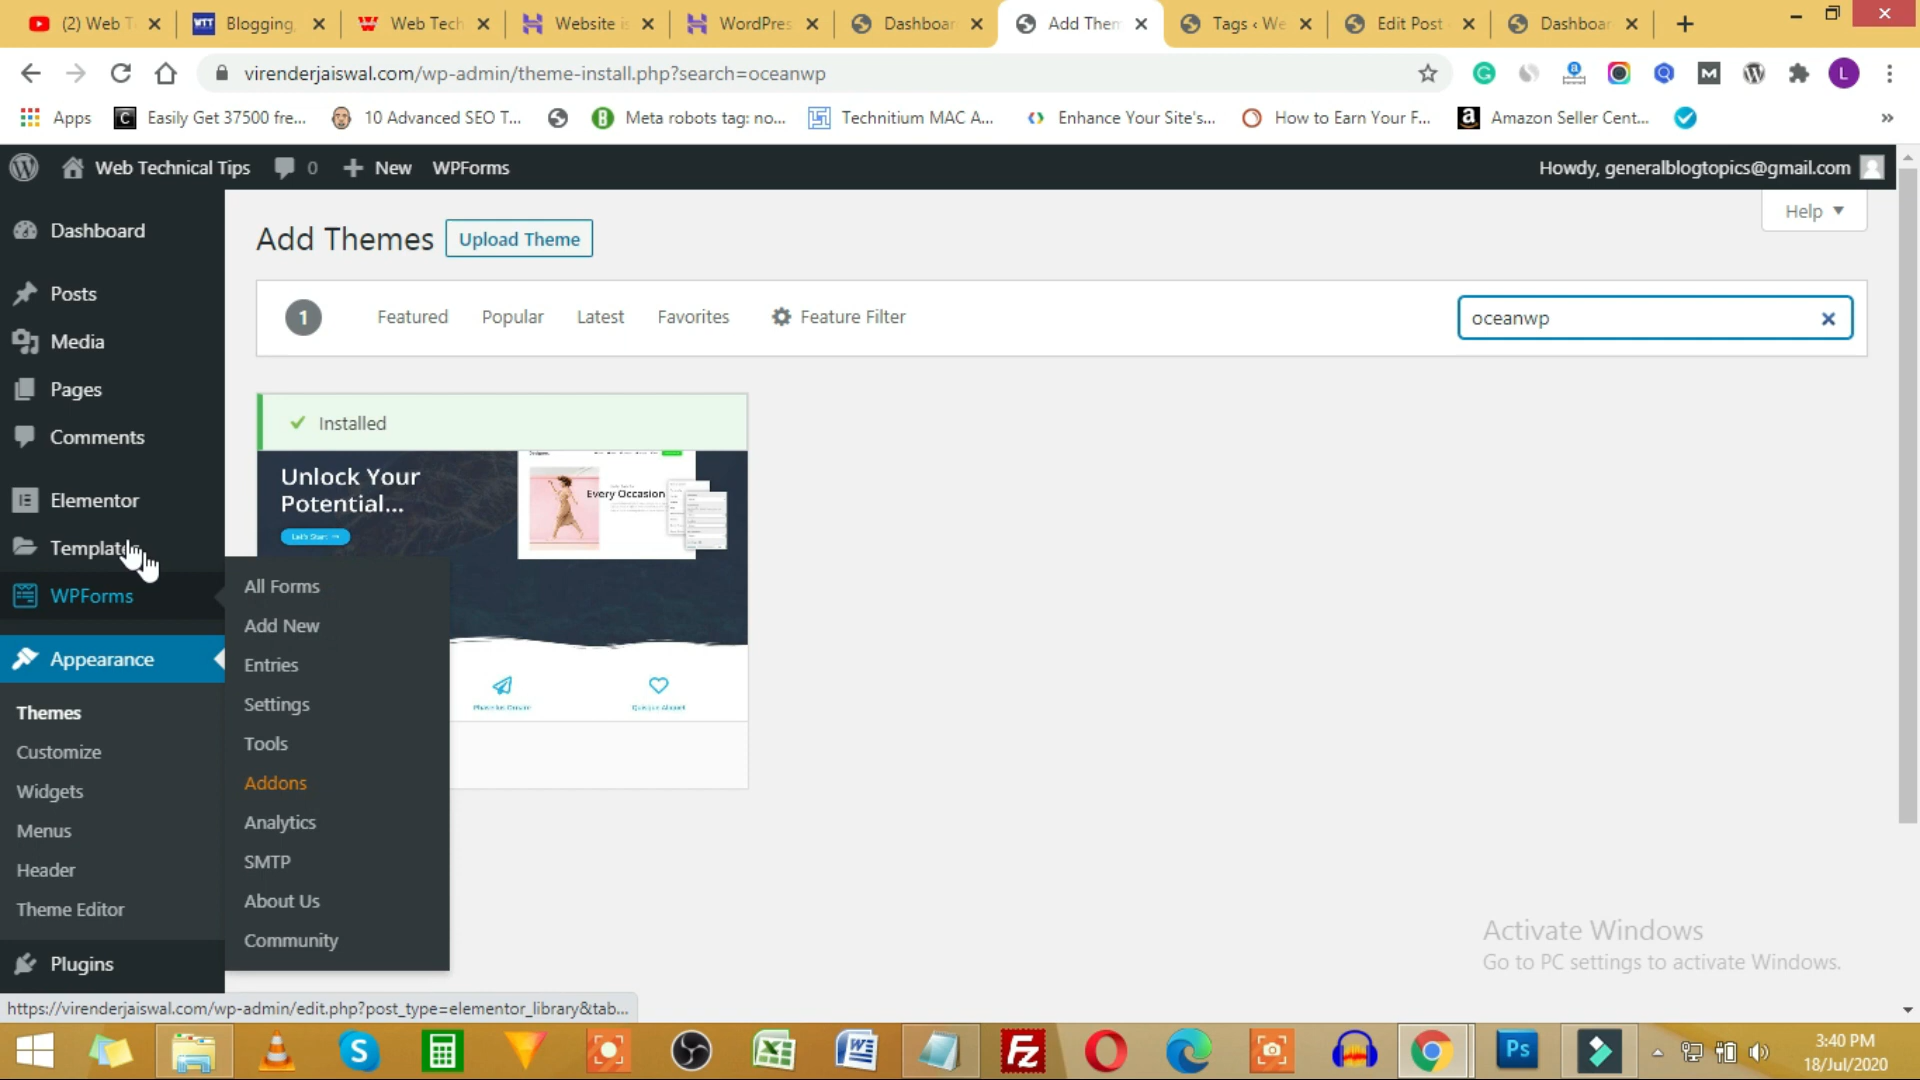 (2) Web T
Blogging,
Web Tech
Website is
WordPres
Dashboar
Add Them
Tags ‹ We
Edit Post
Dashboar
virenderjaiswal.com/wp-admin/theme-install.php?search=oceanwp
L
Apps
Easily Get 37500 fre...
10 Advanced SEO T...
Meta robots tag: no...
Technitium MAC A...
Enhance Your Site's...
How to Earn Your F...
Amazon Seller Cent...
»
Web Technical Tips
0
New
WPForms
Howdy, generalblogtopics@gmail.com
Help
Dashboard
Posts
Media
Pages
Comments
Elementor
Template
WPForms
Appearance
Themes
Customize
Widgets
Menus
Header
Theme Editor
Plugins
Add Themes
Upload Theme
1
Featured
Popular
Latest
Favorites
Feature Filter
oceanwp
Installed
Unlock Your
Potential...
Let's Start →
Every Occasion
All Forms
Add New
Entries
Settings
Tools
Addons
Analytics
SMTP
About Us
Community
Activate Windows
Go to PC settings to activate Windows.
https://virenderjaiswal.com/wp-admin/edit.php?post_type=elementor_library&tab...
3:40 PM
18/Jul/2020